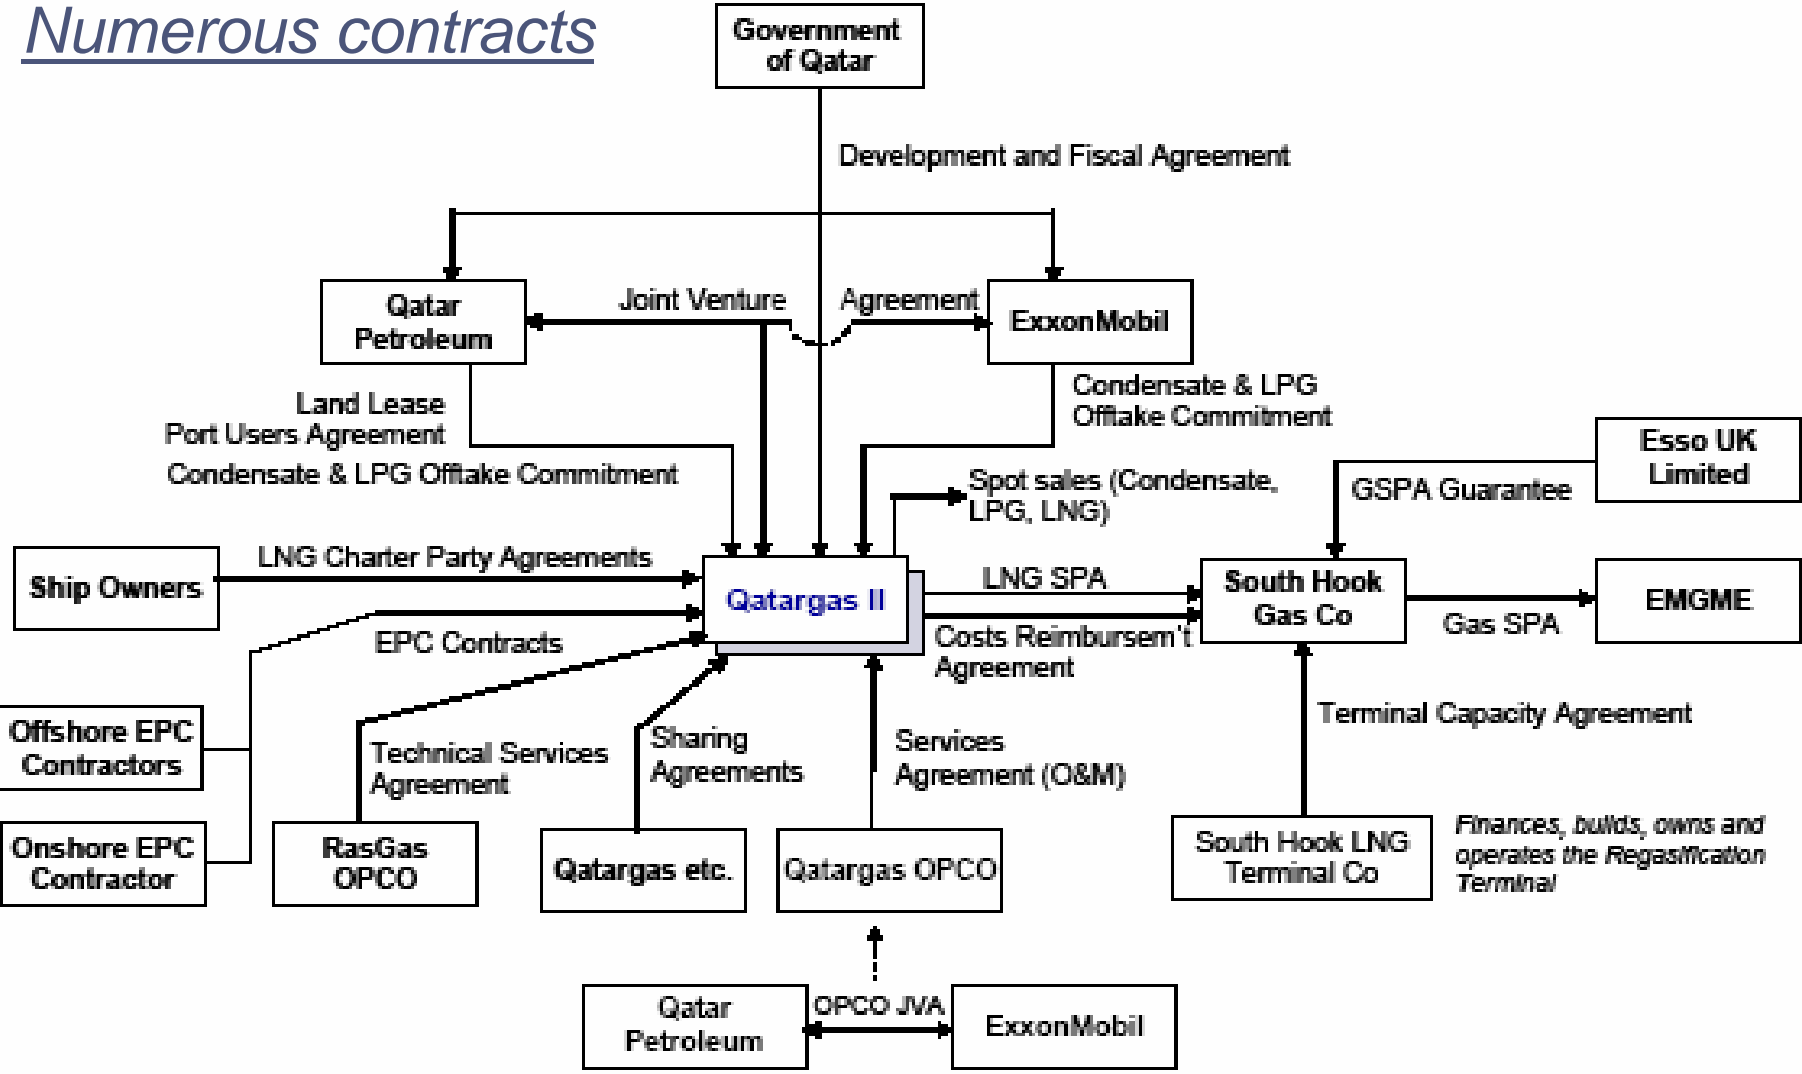 Numerous contracts
Government
of Qatar
Development and Fiscal Agreement
Qatar
Petroleum
Joint Venture
Agreement
ExxonMobil
Land Lease
Port Users Agreement
Condensate & LPG Offtake Commitment
Condensate & LPG
Offtake Commitment
Spot sales (Condensate,
LPG, LNG)
Esso UK
Limited
GSPA Guarantee
Ship Owners
LNG Charter Party Agreements
Qatargas II
LNG SPA
South Hook
Gas Co
Gas SPA
EMGME
EPC Contracts
Costs Reimbursem't
Agreement
Offshore EPC
Contractors
Technical Services
Agreement
Sharing
Agreements
Services
Agreement (O&M)
Terminal Capacity Agreement
Onshore EPC
Contractor
RasGas
OPCO
Qatargas etc.
Qatargas OPCO
South Hook LNG
Terminal Co
Finances, builds, owns and
operates the Regasification
Terminal
Qatar
Petroleum
OPCO JVA
ExxonMobil